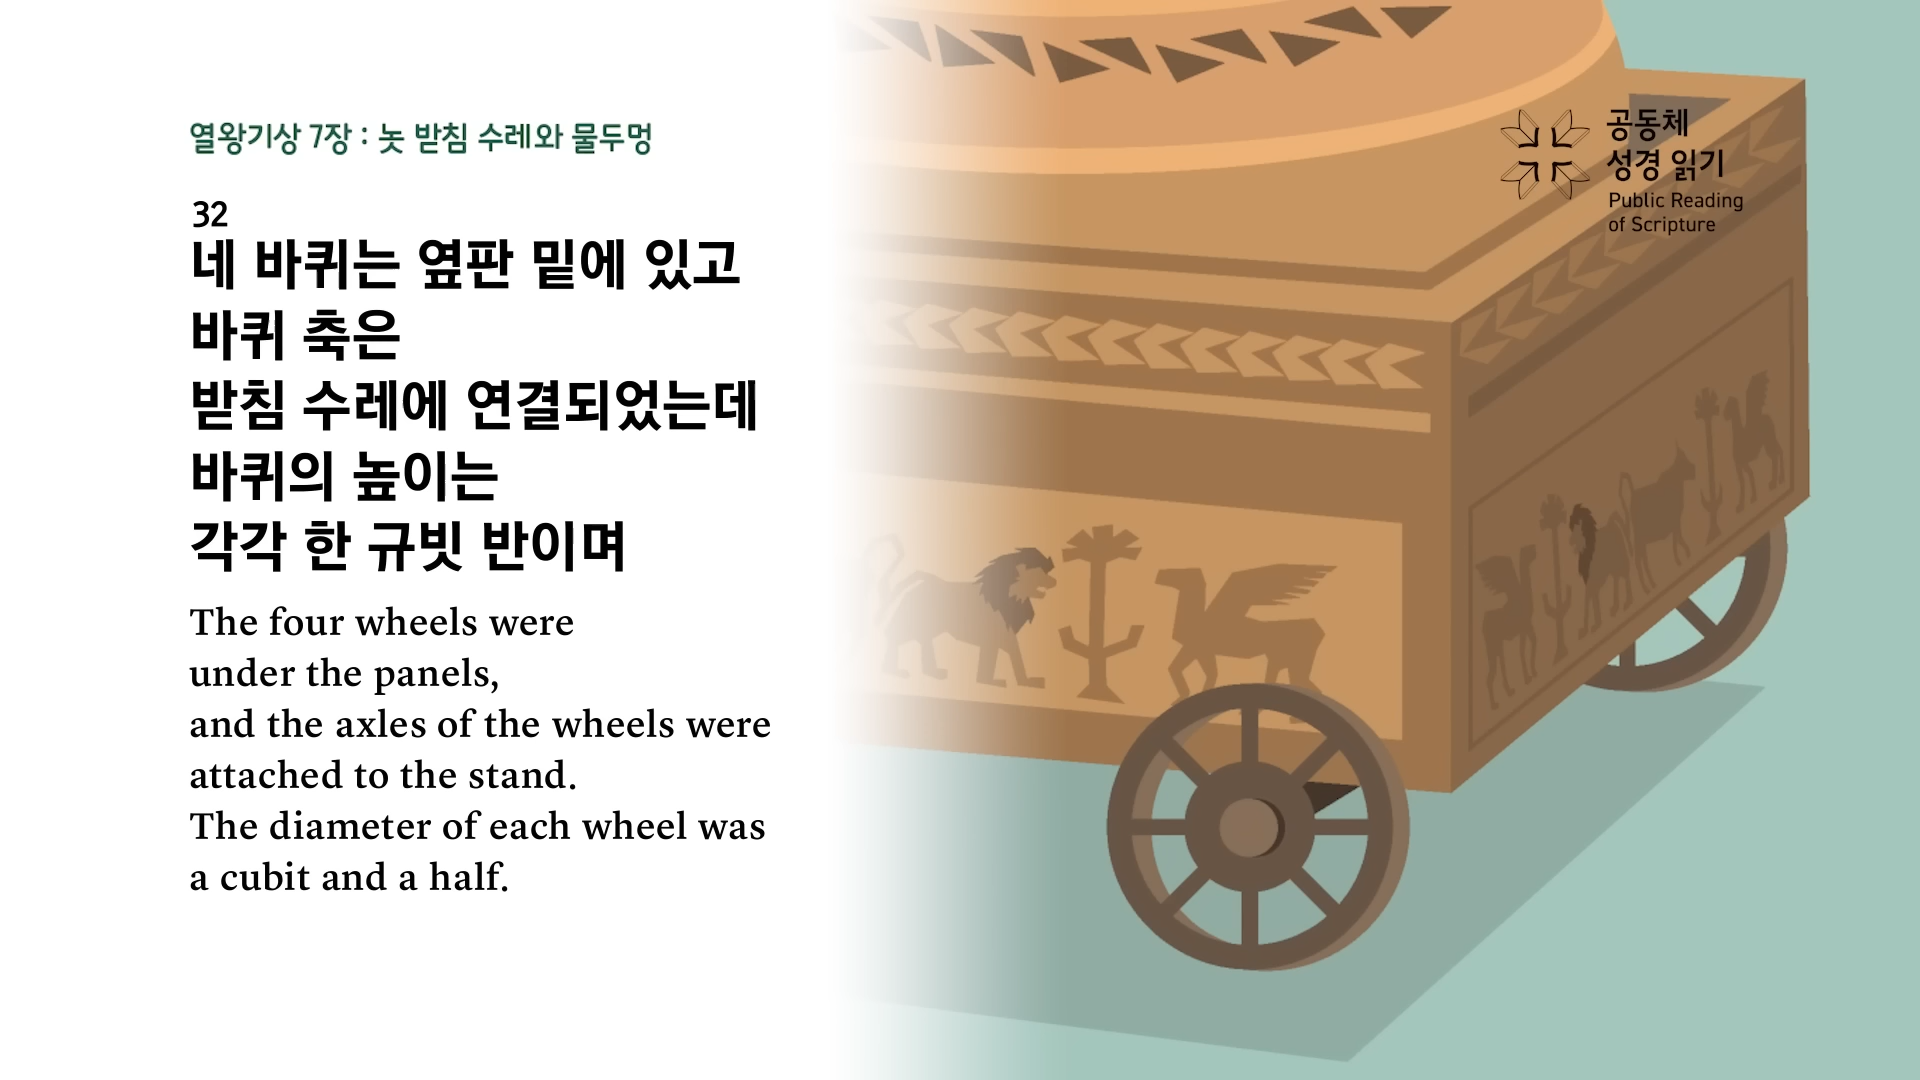 열왕기상 7장 : 놋 받침 수레와 물두멍
32
네 바퀴는 옆판 밑에 있고
바퀴 축은
받침 수레에 연결되었는데
바퀴의 높이는
각각 한 규빗 반이며
The four wheels were
under the panels,
and the axles of the wheels were
attached to the stand.
The diameter of each wheel was
a cubit and a half.
공동체
성경 읽기
Public Reading
of Scripture